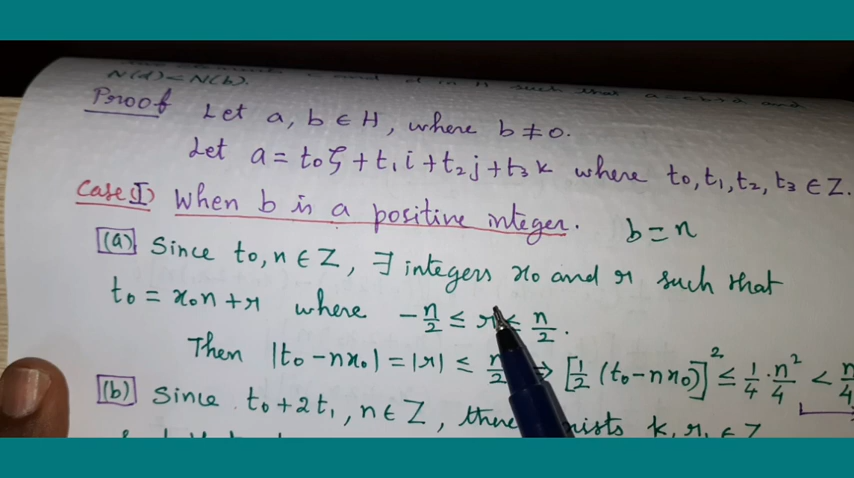 N(d) < N(b).
Proof Let a, b ∈ H, where b ≠ 0.
Let a = t₀ζ + t₁i + t₂j + t₃k where t₀, t₁, t₂, t₃ ∈ Z.
Case(I) When b is a positive integer. b = n
(a) Since t₀, n ∈ Z, ∃ integers x₀ and r such that
t₀ = x₀n + r where -n/2 ≤ r ≤ n/2.
Then |t₀ - nx₀| = |r| ≤ n/2 ⇒ [1/2 (t₀ - nx₀)]² ≤ 1/4 · n²/4 <
(b) Since t₀ + 2t₁, n ∈ Z, there exists k, r₁ ∈ Z